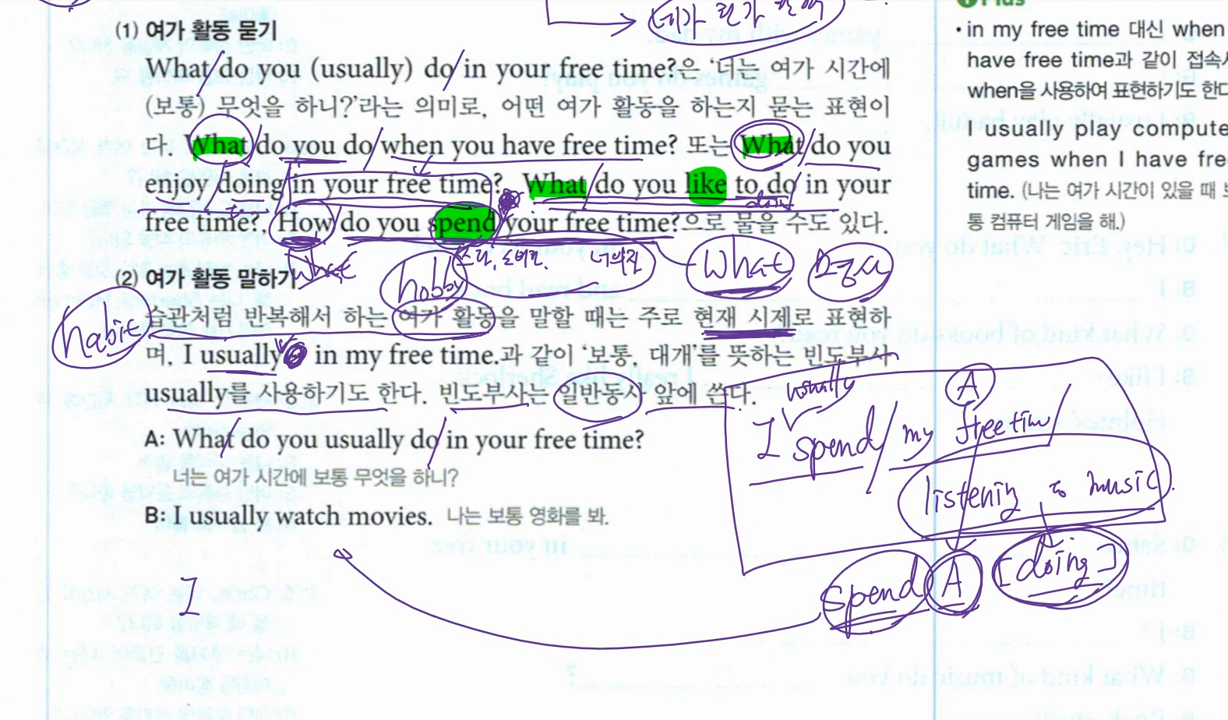 네가 뭔가
(1) 여가 활동 묻기
What do you (usually) do in your free time?은 '너는 여가 시간에
(보통) 무엇을 하니?'라는 의미로, 어떤 여가 활동을 하는지 묻는 표현이
다. What do you do when you have free time? 또는 What do you
enjoy doing in your free time?, What do you like to do in your
doing
free time?, How do you spend your free time?으로 물을 수도 있다.
What
hobby
What
명사
(2) 여가 활동 말하기
habit
습관처럼 반복해서 하는 여가 활동을 말할 때는 주로 현재 시제로 표현하
며, I usually ~ in my free time.과 같이 '보통, 대개'를 뜻하는 빈도부사
usually를 사용하기도 한다. 빈도부사는 일반동사 앞에 쓴다.
A: What do you usually do in your free time?
너는 여가 시간에 보통 무엇을 하니?
B: I usually watch movies. 나는 보통 영화를 봐.
I
usually
A
I spend / my free time
listening to music
spend A [doing]
Plus
• in my free time 대신 when
have free time과 같이 접속사
when을 사용하여 표현하기도 한다
I usually play compute
games when I have fre
time. (나는 여가 시간이 있을 때 보
통 컴퓨터 게임을 해.)